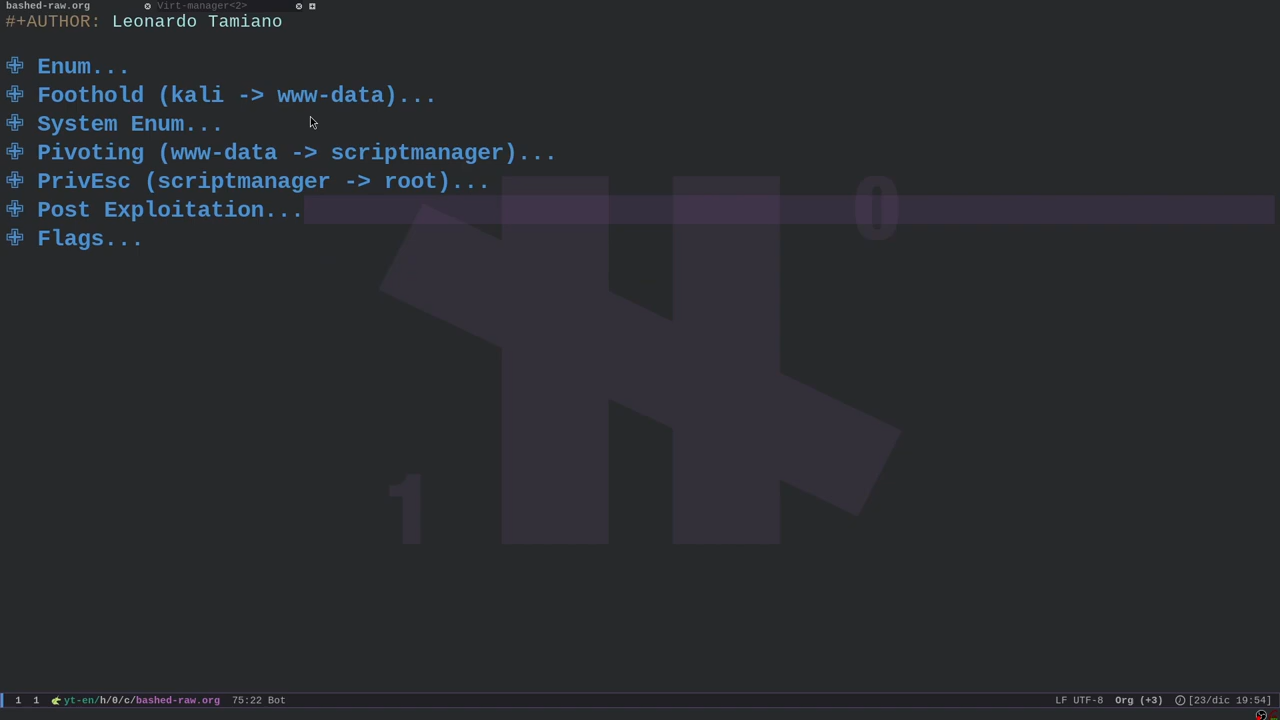 bashed-raw.org Virt-manager<2>
#+AUTHOR: Leonardo Tamiano
Enum...
Foothold (kali -> www-data)...
System Enum...
Pivoting (www-data -> scriptmanager)...
PrivEsc (scriptmanager -> root)...
Post Exploitation...
Flags...
0
1
1 1 yt-en/h/0/c/bashed-raw.org 75:22 Bot LF UTF-8 Org (+3) [23/dic 19:54]